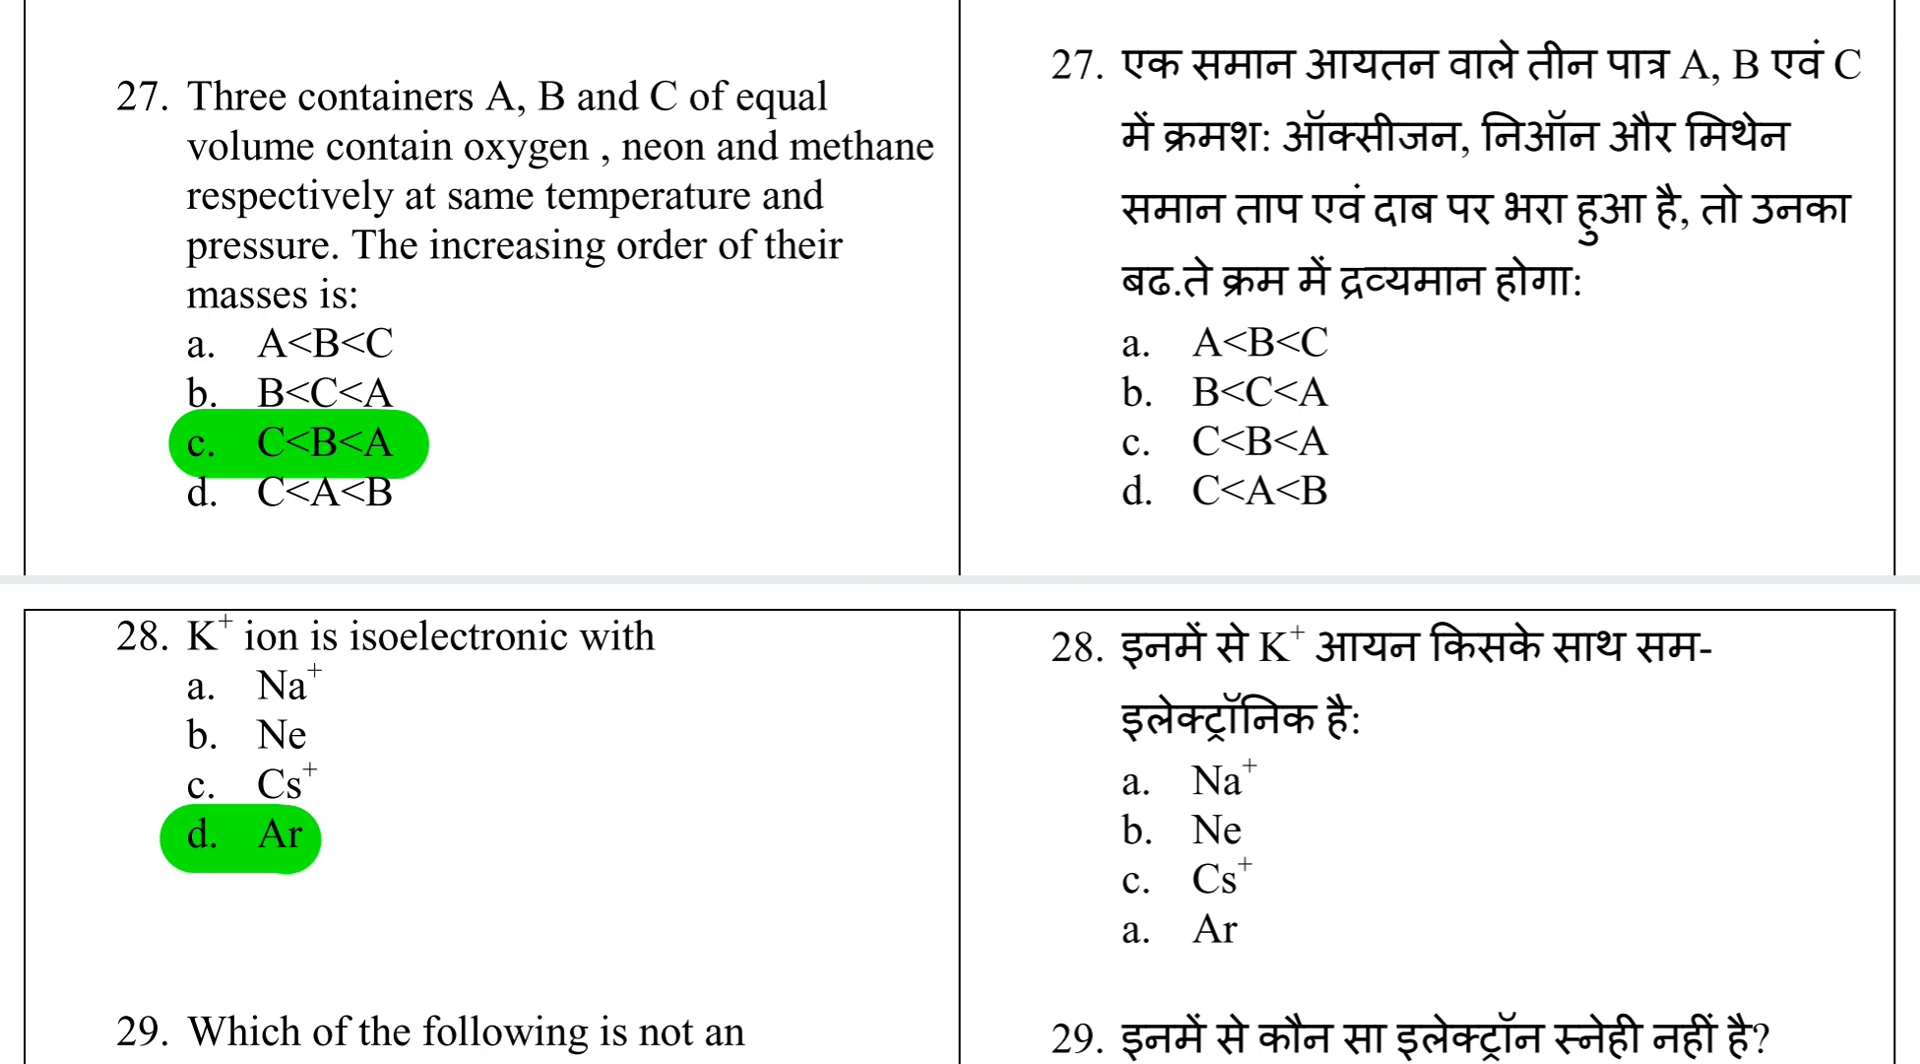 27. Three containers A, B and C of equal
volume contain oxygen , neon and methane
respectively at same temperature and
pressure. The increasing order of their
masses is:
a. A<B<C
b. B<C<A
c. C<B<A
d. C<A<B
27. एक समान आयतन वाले तीन पात्र A, B एवं C
में क्रमश: ऑक्सीजन, निऑन और मिथेन
समान ताप एवं दाब पर भरा हुआ है, तो उनका
बढ.ते क्रम में द्रव्यमान होगा:
a. A<B<C
b. B<C<A
c. C<B<A
d. C<A<B
28. K⁺ ion is isoelectronic with
a. Na⁺
b. Ne
c. Cs⁺
d. Ar
28. इनमें से K⁺ आयन किसके साथ सम-
इलेक्ट्रॉनिक है:
a. Na⁺
b. Ne
c. Cs⁺
a. Ar
29. Which of the following is not an
29. इनमें से कौन सा इलेक्ट्रॉन स्नेही नहीं है?